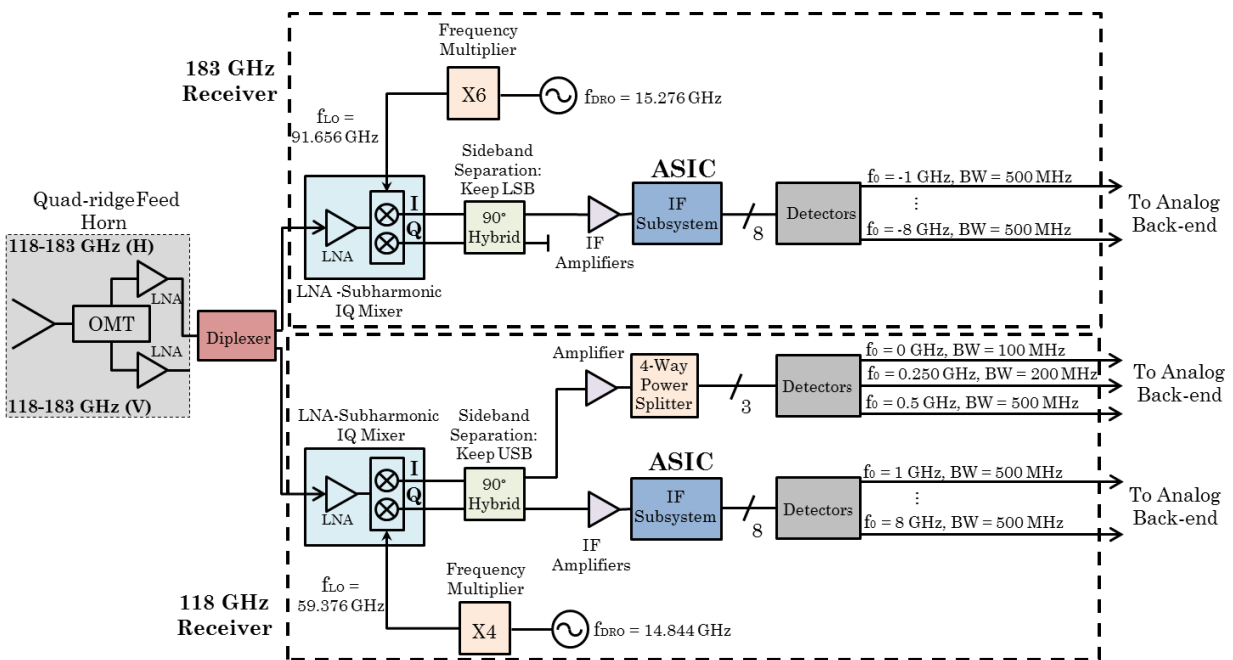 183 GHz
Receiver
Frequency
Multiplier
X6
fDRO = 15.276 GHz
fLO =
91.656 GHz
LNA
I
Q
LNA -Subharmonic
IQ Mixer
Sideband
Separation:
Keep LSB
90°
Hybrid
IF
Amplifiers
ASIC
IF
Subsystem
8
Detectors
f0 = -1 GHz, BW = 500 MHz
⋮
f0 = -8 GHz, BW = 500 MHz
To Analog
Back-end
Quad-ridge Feed
Horn
118-183 GHz (H)
LNA
OMT
LNA
118-183 GHz (V)
Diplexer
LNA-Subharmonic
IQ Mixer
LNA
I
Q
Sideband
Separation:
Keep USB
90°
Hybrid
Amplifier
4-Way
Power
Splitter
3
Detectors
f0 = 0 GHz, BW = 100 MHz
f0 = 0.250 GHz, BW = 200 MHz
f0 = 0.5 GHz, BW = 500 MHz
To Analog
Back-end
IF
Amplifiers
ASIC
IF
Subsystem
8
Detectors
f0 = 1 GHz, BW = 500 MHz
⋮
f0 = 8 GHz, BW = 500 MHz
To Analog
Back-end
fLO =
59.376 GHz
Frequency
Multiplier
X4
fDRO = 14.844 GHz
118 GHz
Receiver